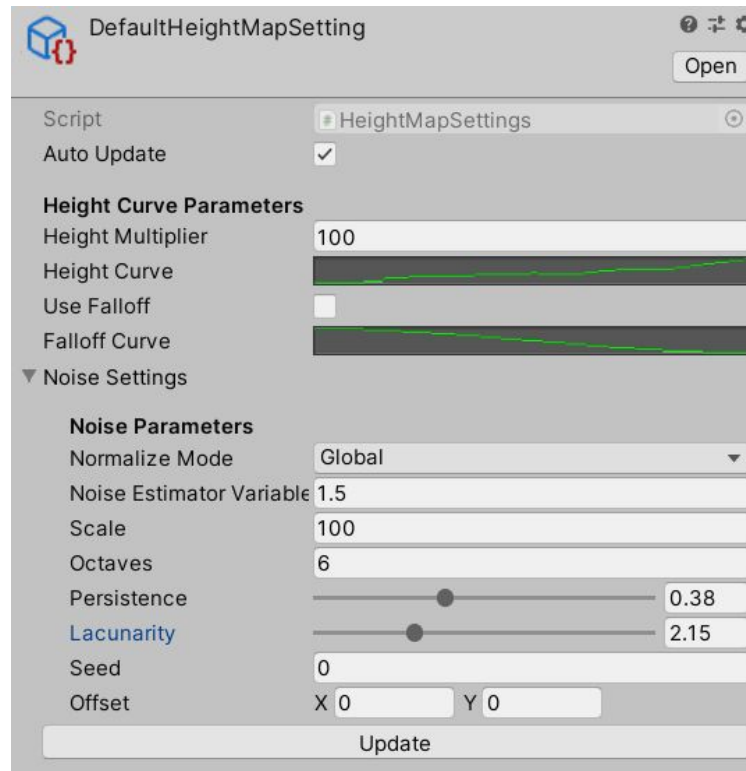 DefaultHeightMapSetting
Open
Script # HeightMapSettings
Auto Update
Height Curve Parameters
Height Multiplier 100
Height Curve
Use Falloff
Falloff Curve
Noise Settings
Noise Parameters
Normalize Mode Global
Noise Estimator Variable 1.5
Scale 100
Octaves 6
Persistence 0.38
Lacunarity 2.15
Seed 0
Offset X 0 Y 0
Update